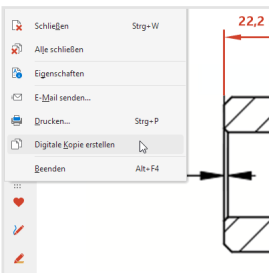 Schließen Strg+W
Alle schließen
Eigenschaften
E-Mail senden...
Drucken... Strg+P
Digitale Kopie erstellen
Beenden Alt+F4
22,2